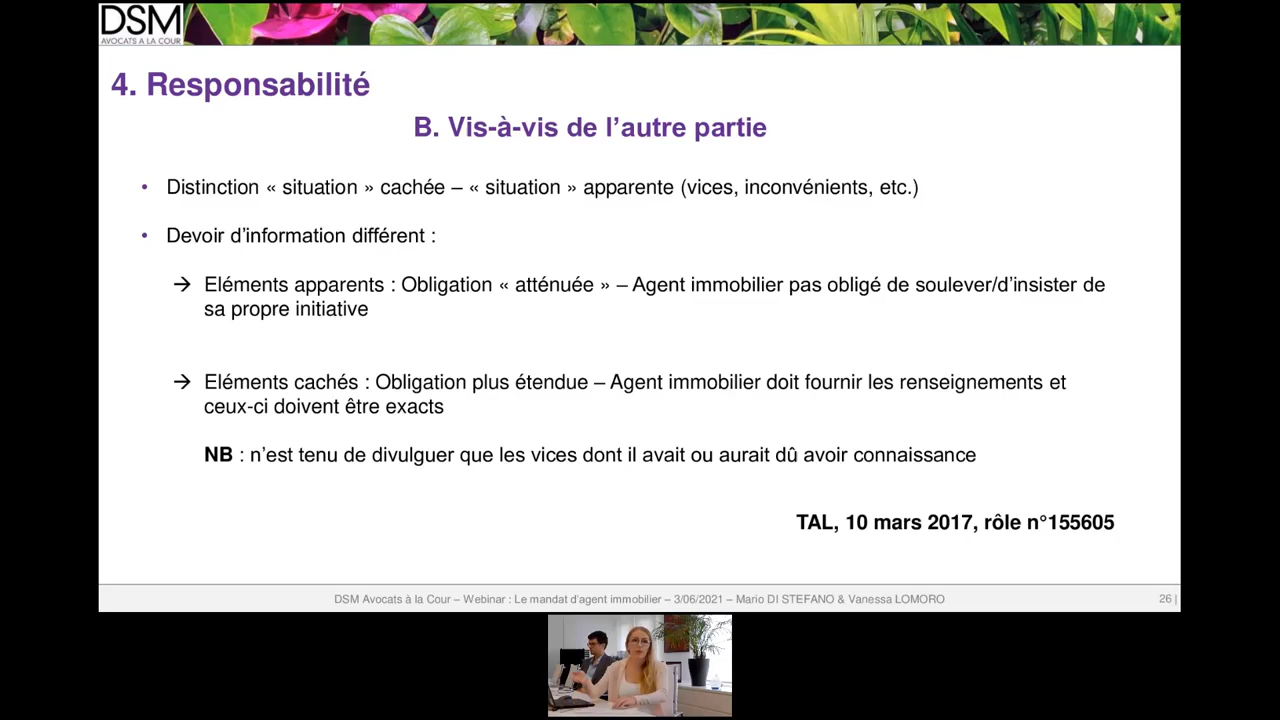 DSM
AVOCATS A LA COUR
4. Responsabilité
B. Vis-à-vis de l’autre partie
• Distinction « situation » cachée – « situation » apparente (vices, inconvénients, etc.)
• Devoir d’information différent :
→ Eléments apparents : Obligation « atténuée » – Agent immobilier pas obligé de soulever/d’insister de
sa propre initiative
→ Eléments cachés : Obligation plus étendue – Agent immobilier doit fournir les renseignements et
ceux-ci doivent être exacts
NB : n’est tenu de divulguer que les vices dont il avait ou aurait dû avoir connaissance
TAL, 10 mars 2017, rôle n°155605
DSM Avocats à la Cour – Webinar : Le mandat d’agent immobilier – 3/06/2021 – Mario DI STEFANO & Vanessa LOMORO
26 |